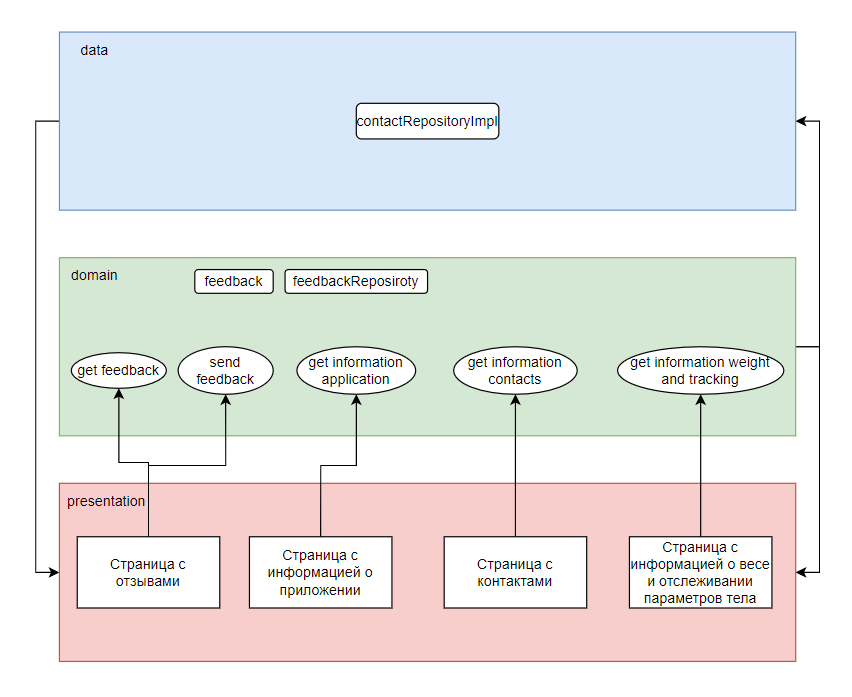 data
contactRepositoryImpl
domain
feedback
feedbackReposiroty
get feedback
send
feedback
get information
application
get information
contacts
get information weight
and tracking
presentation
Страница с
отзывами
Страница с
информацией о
приложении
Страница с
контактами
Страница с
информацией о весе
и отслеживании
параметров тела